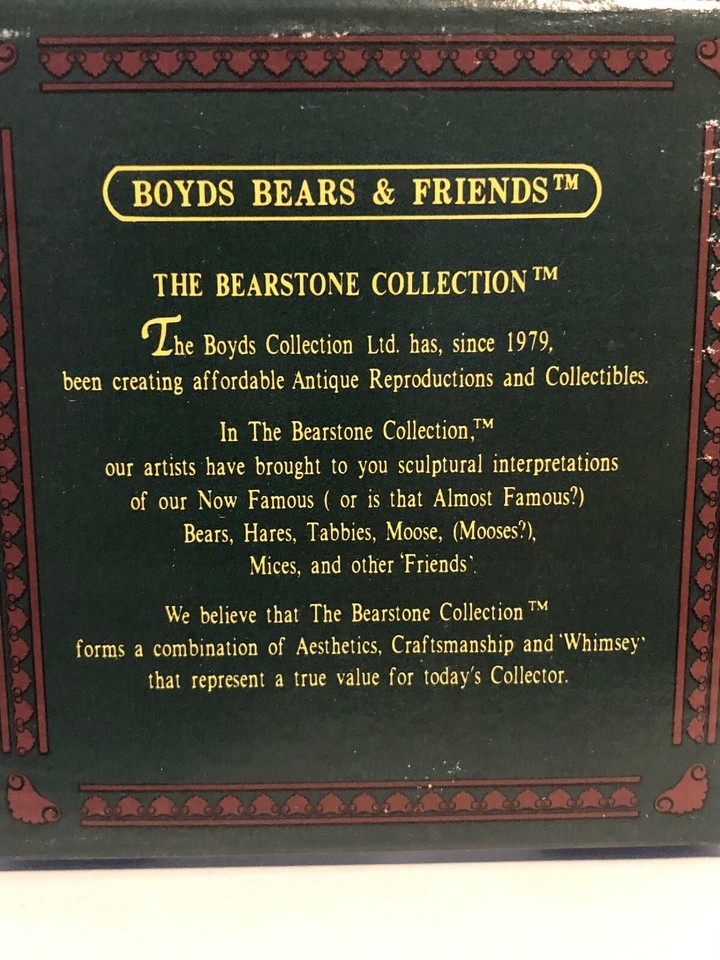 BOYDS BEARS & FRIENDS™
THE BEARSTONE COLLECTION™
The Boyds Collection Ltd. has, since 1979,
been creating affordable Antique Reproductions and Collectibles.
In The Bearstone Collection,™
our artists have brought to you sculptural interpretations
of our Now Famous ( or is that Almost Famous?)
Bears, Hares, Tabbies, Moose, (Mooses?),
Mices, and other 'Friends'.
We believe that The Bearstone Collection™
forms a combination of Aesthetics, Craftsmanship and 'Whimsey'
that represent a true value for today's Collector.